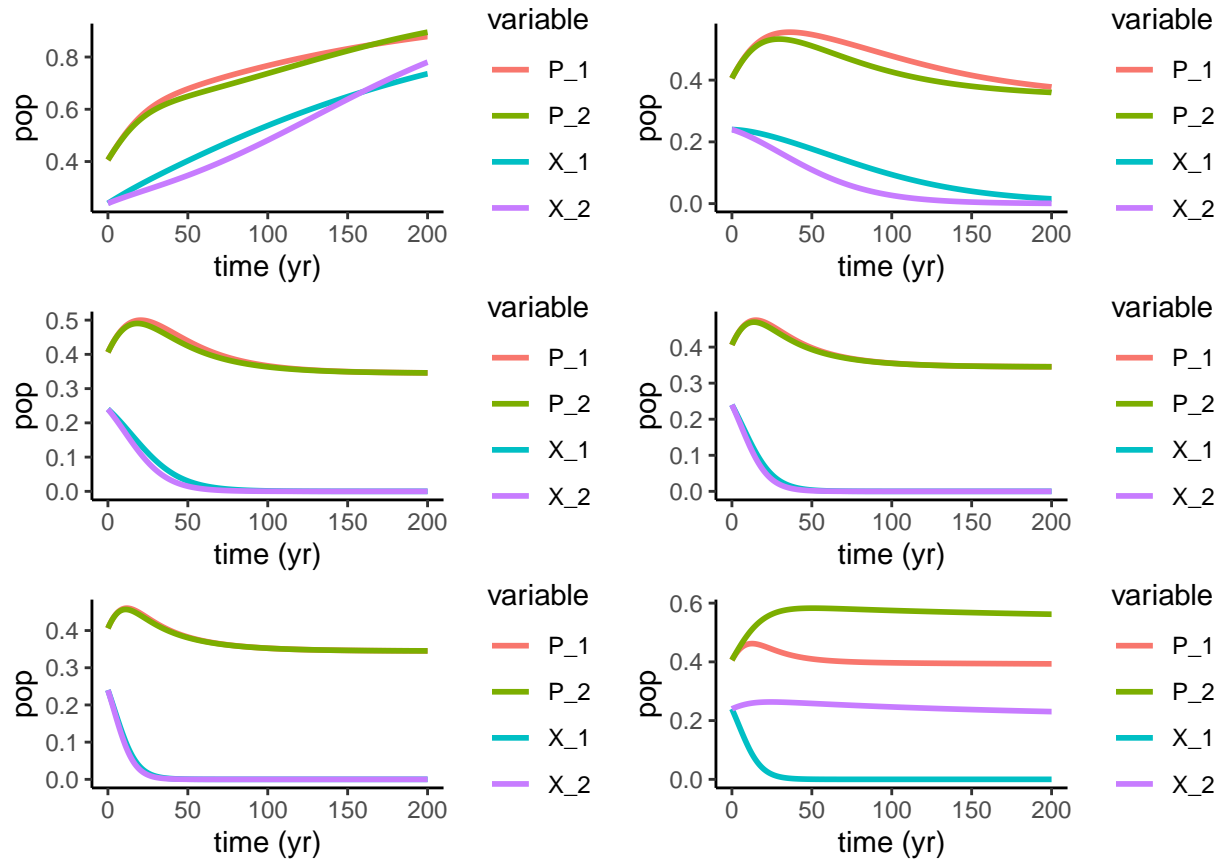 variable
pop
0.8
0.6
0.4
P_1
P_2
X_1
X_2
0 50 100 150 200
time (yr)
variable
pop
0.4
0.2
0.0
P_1
P_2
X_1
X_2
0 50 100 150 200
time (yr)
variable
pop
0.5
0.4
0.3
0.2
0.1
0.0
P_1
P_2
X_1
X_2
0 50 100 150 200
time (yr)
variable
pop
0.4
0.3
0.2
0.1
0.0
P_1
P_2
X_1
X_2
0 50 100 150 200
time (yr)
variable
pop
0.4
0.3
0.2
0.1
0.0
P_1
P_2
X_1
X_2
0 50 100 150 200
time (yr)
variable
pop
0.6
0.4
0.2
0.0
P_1
P_2
X_1
X_2
0 50 100 150 200
time (yr)